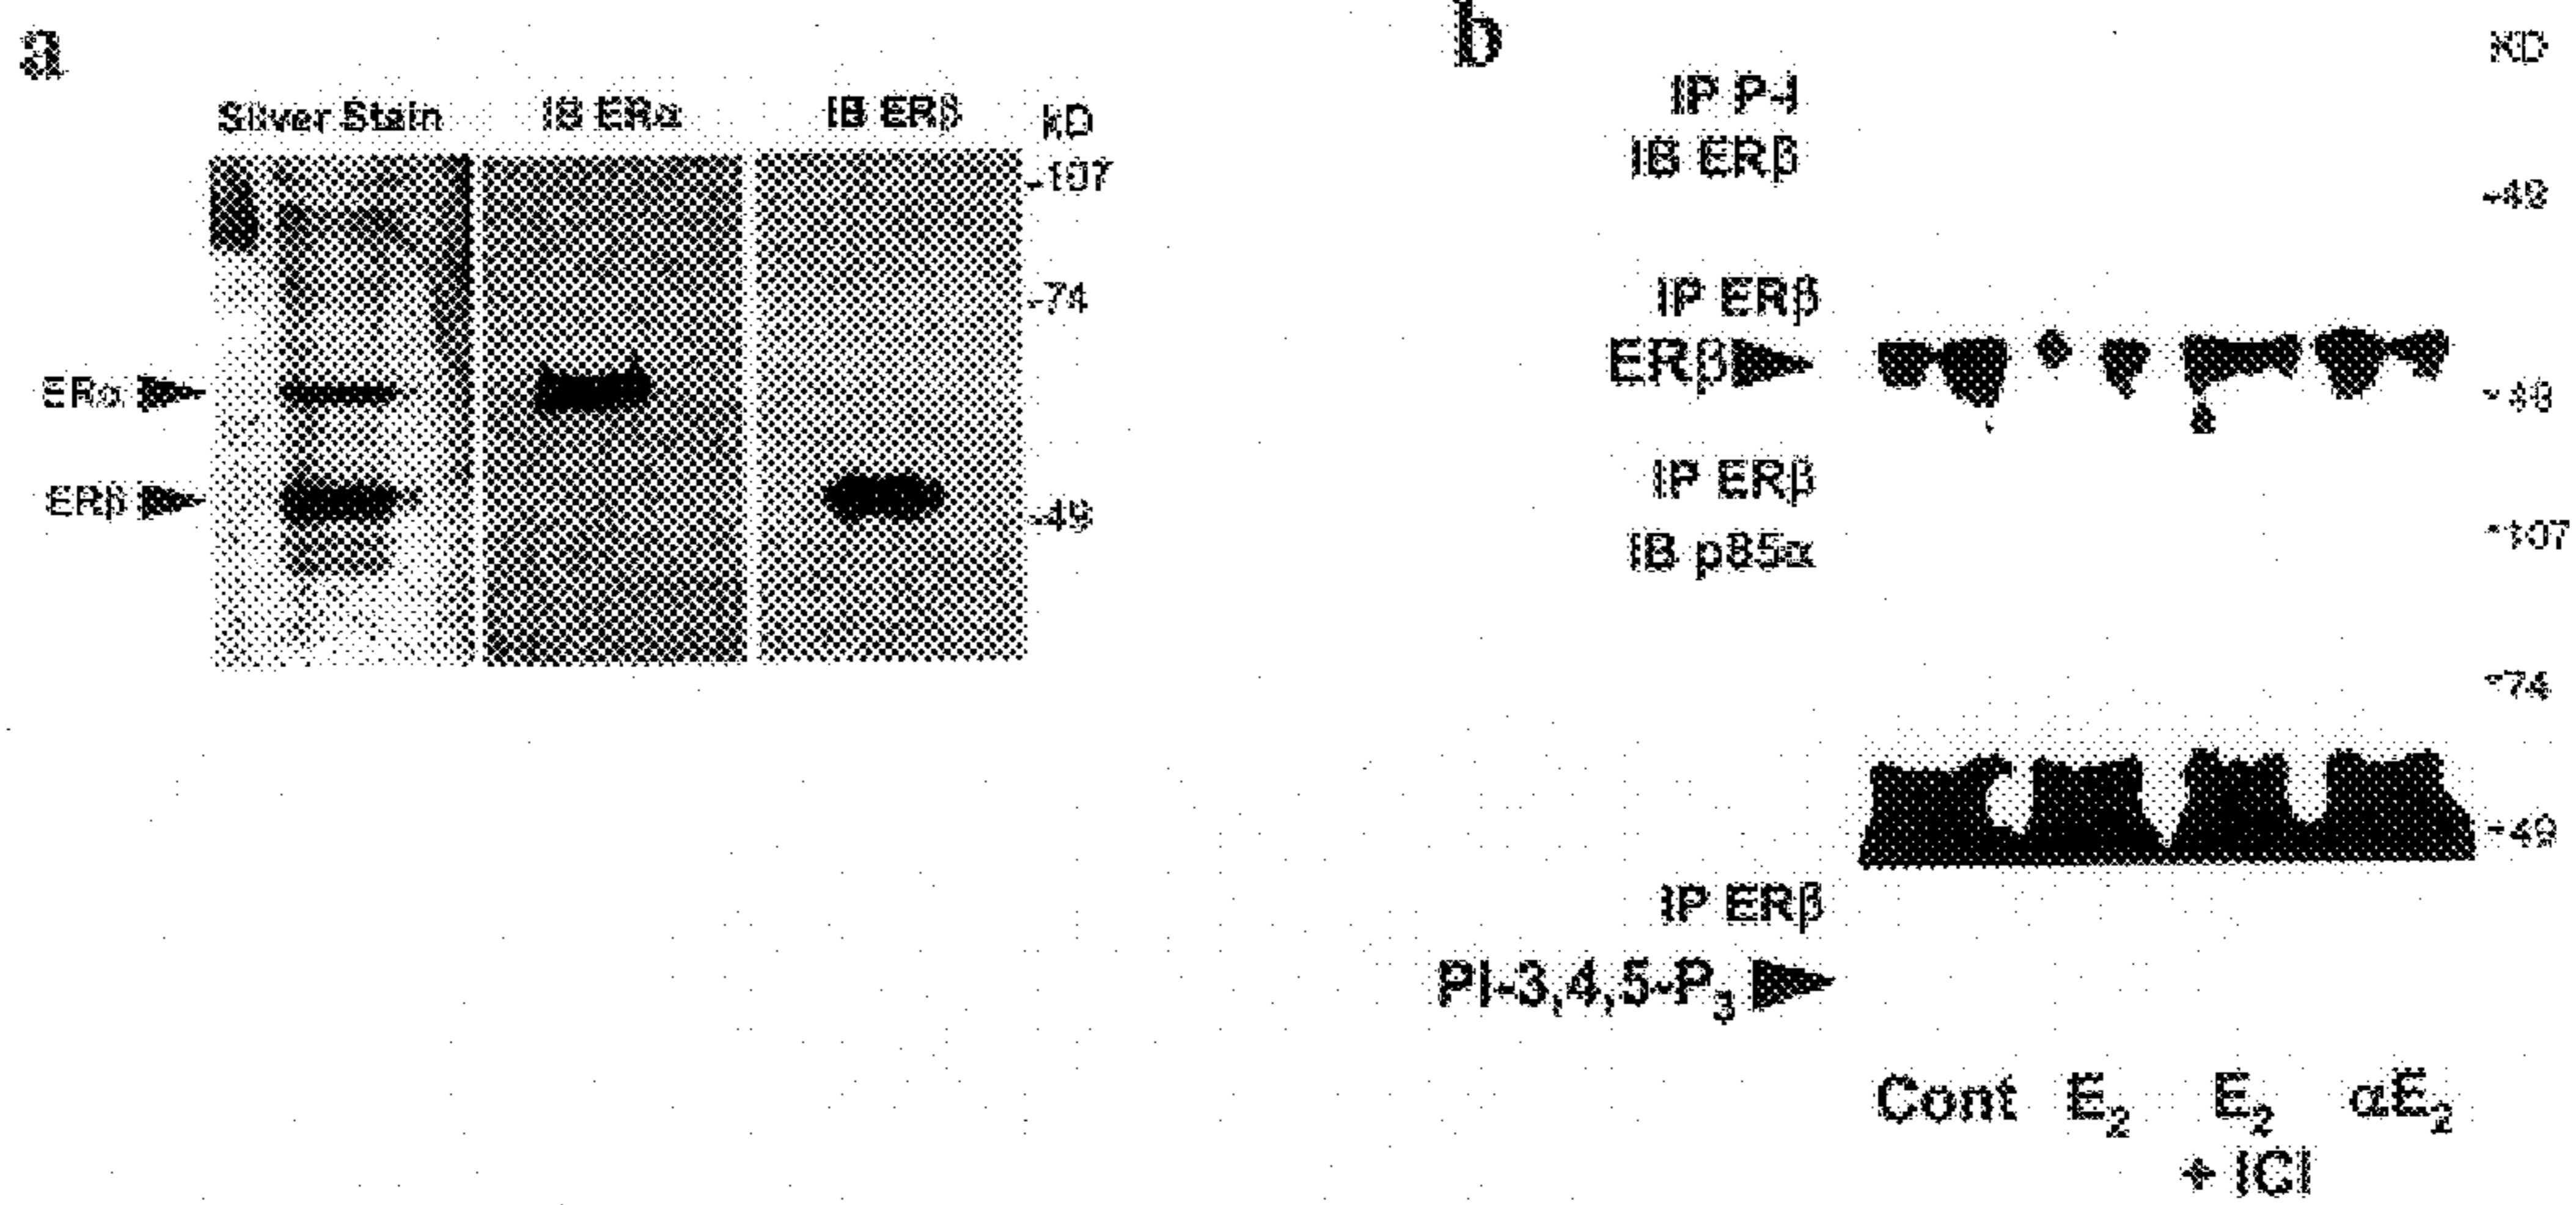 a
Silver Stain IB ERα IB ERβ kD
-107
-74
ERα
ERβ
-49
b
KD
IP P-I
IB ERβ
-49
IP ERβ
ERβ
-49
IP ERβ
IB p85α
-107
-74
-49
IP ERβ
PI-3,4,5-P3
Cont E2 E2 αE2
+ ICI